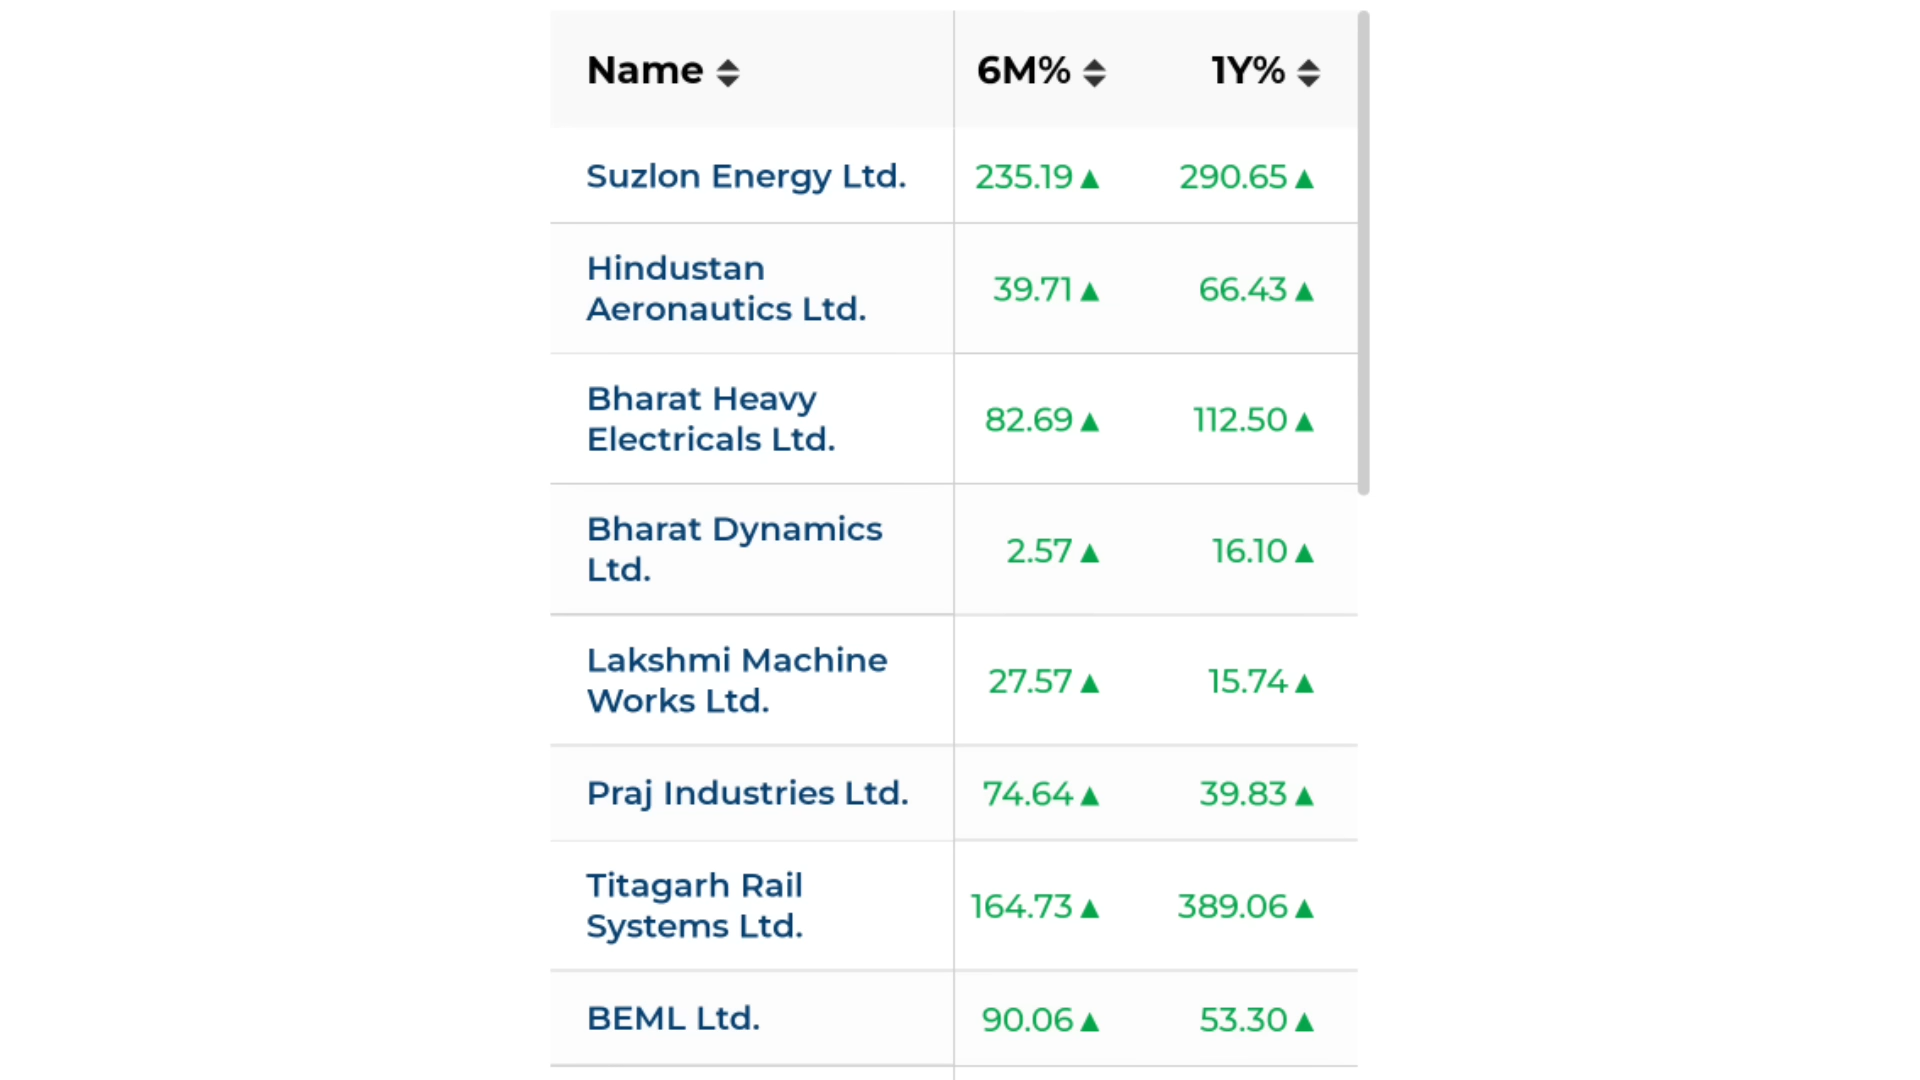 Name 6M% 1Y%
Suzlon Energy Ltd. 235.19▲ 290.65▲
Hindustan
Aeronautics Ltd. 39.71▲ 66.43▲
Bharat Heavy
Electricals Ltd. 82.69▲ 112.50▲
Bharat Dynamics
Ltd. 2.57▲ 16.10▲
Lakshmi Machine
Works Ltd. 27.57▲ 15.74▲
Praj Industries Ltd. 74.64▲ 39.83▲
Titagarh Rail
Systems Ltd. 164.73▲ 389.06▲
BEML Ltd. 90.06▲ 53.30▲